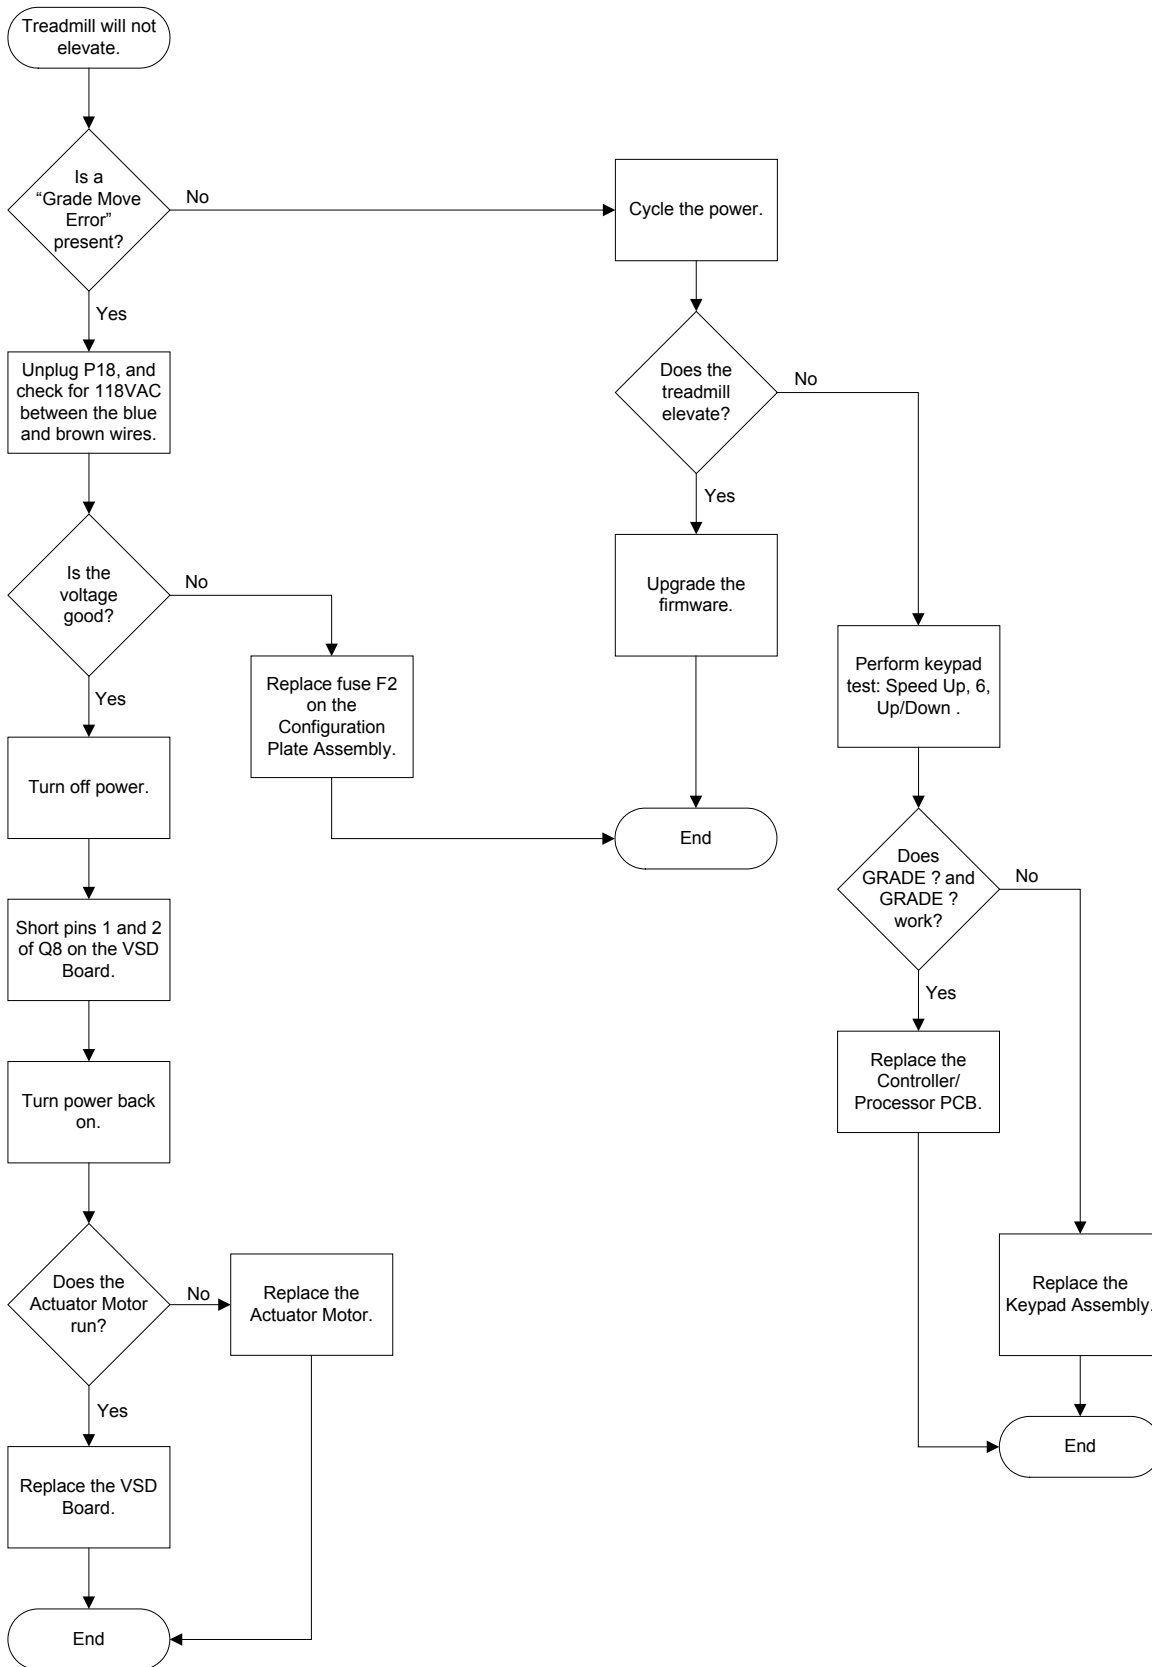 Treadmill will not
elevate.
Is a
“Grade Move
Error”
present?
No
Yes
Cycle the power.
Unplug P18, and
check for 118VAC
between the blue
and brown wires.
Does the
treadmill
elevate?
No
Yes
Is the
voltage
good?
No
Yes
Upgrade the
firmware.
Replace fuse F2
on the
Configuration
Plate Assembly.
Perform keypad
test: Speed Up, 6,
Up/Down .
Turn off power.
End
Does
GRADE ? and
GRADE ?
work?
No
Yes
Short pins 1 and 2
of Q8 on the VSD
Board.
Replace the
Controller/
Processor PCB.
Turn power back
on.
Does the
Actuator Motor
run?
No
Yes
Replace the
Actuator Motor.
Replace the
Keypad Assembly.
End
Replace the VSD
Board.
End